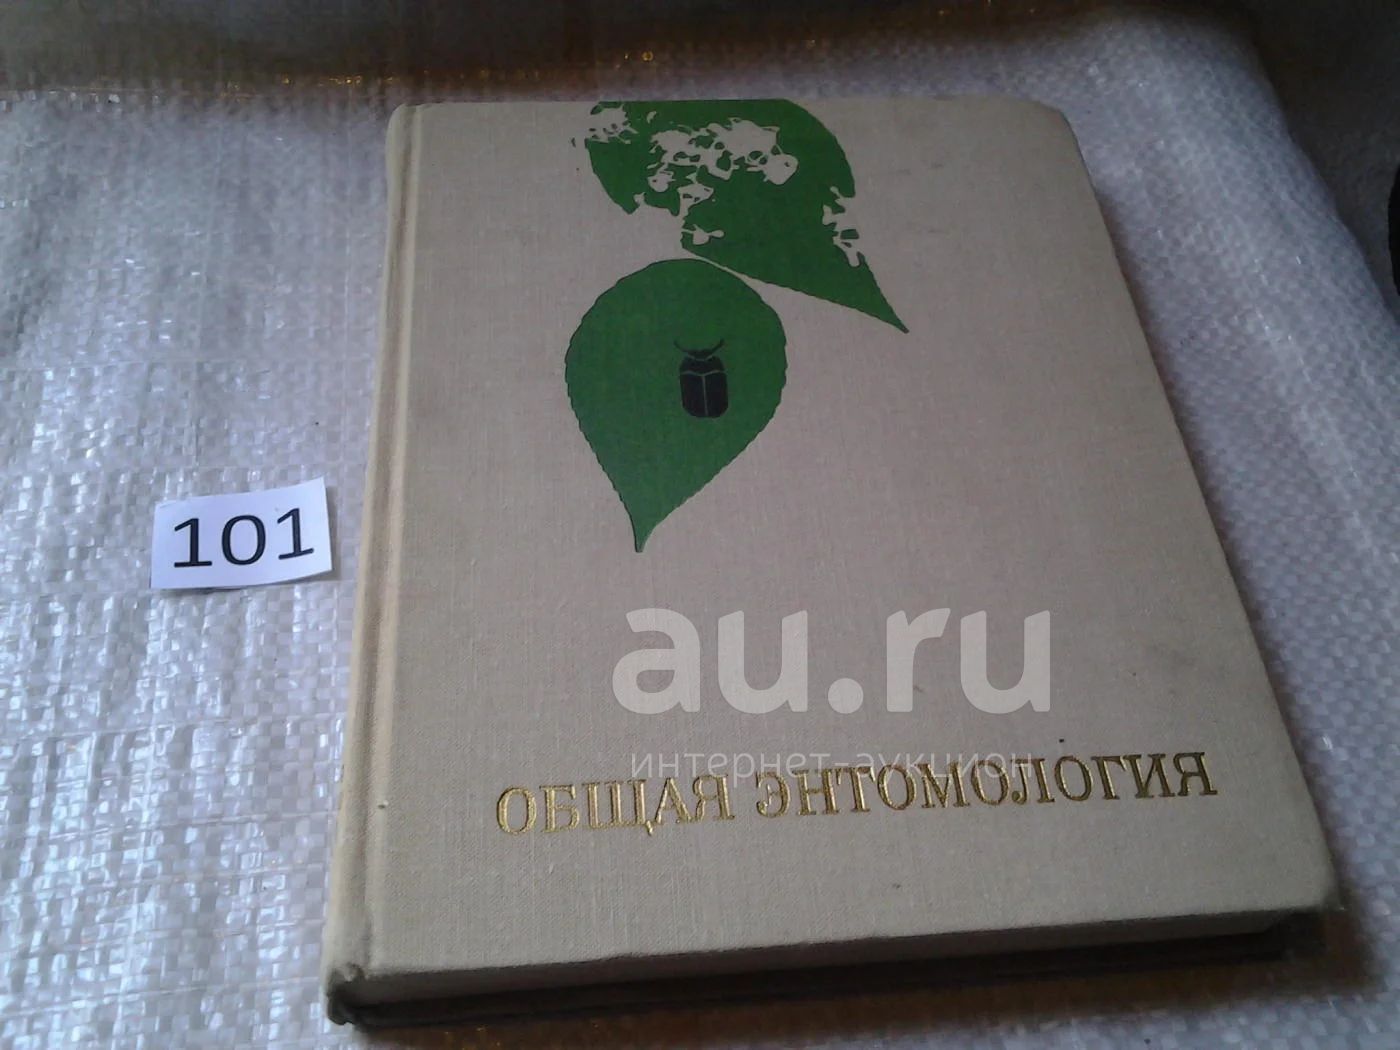 101
au.ru
интернет-аукцион
ОБЩАЯ ЭНТОМОЛОГИЯ